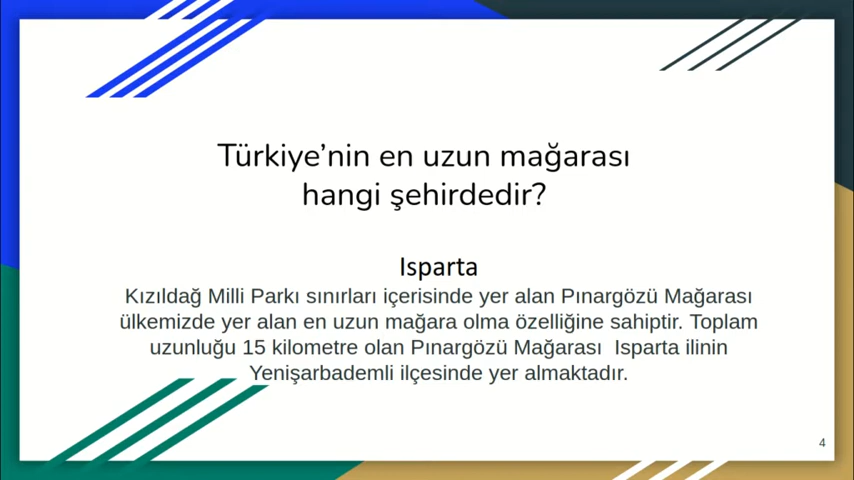 Türkiye’nin en uzun mağarası
hangi şehirdedir?
Isparta
Kızıldağ Milli Parkı sınırları içerisinde yer alan Pınargözü Mağarası
ülkemizde yer alan en uzun mağara olma özelliğine sahiptir. Toplam
uzunluğu 15 kilometre olan Pınargözü Mağarası  Isparta ilinin
Yenişarbademli ilçesinde yer almaktadır.
4